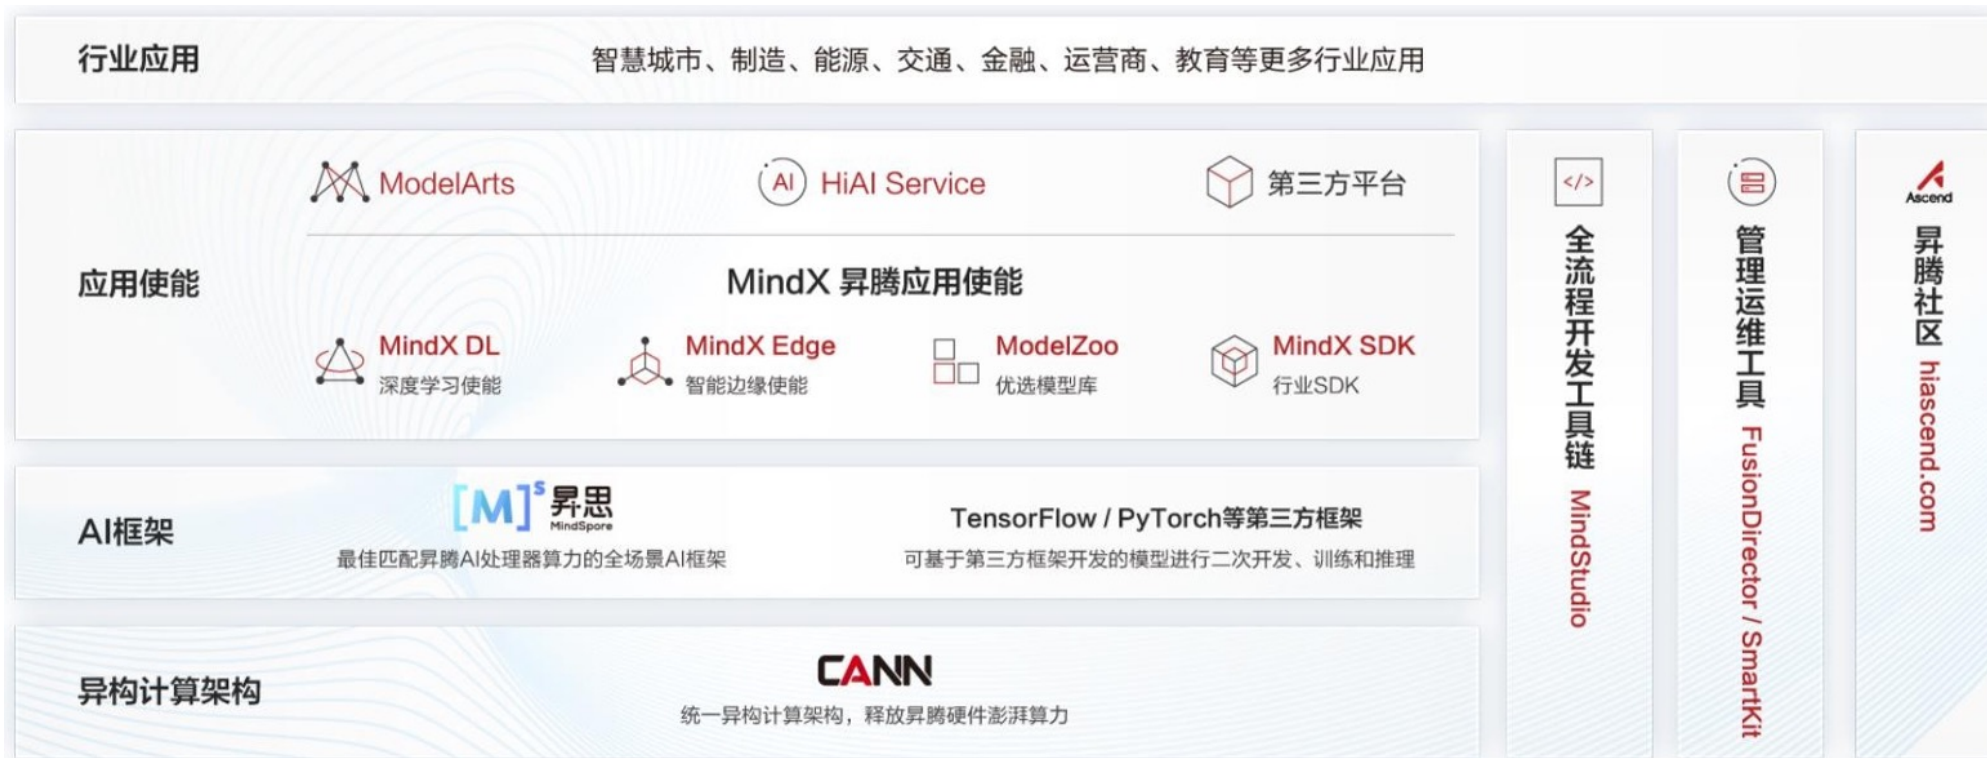 行业应用
智慧城市、制造、能源、交通、金融、运营商、教育等更多行业应用
ModelArts
AI
HiAI Service
第三方平台
应用使能
MindX 昇腾应用使能
MindX DL
深度学习使能
MindX Edge
智能边缘使能
ModelZoo
优选模型库
MindX SDK
行业SDK
AI框架
[M]s 昇思
MindSpore
最佳匹配昇腾AI处理器算力的全场景AI框架
TensorFlow / PyTorch等第三方框架
可基于第三方框架开发的模型进行二次开发、训练和推理
异构计算架构
CANN
统一异构计算架构，释放昇腾硬件澎湃算力
</>
全流程开发工具链 MindStudio
管理运维工具 FusionDirector / SmartKit
Ascend
昇腾社区 hiascend.com